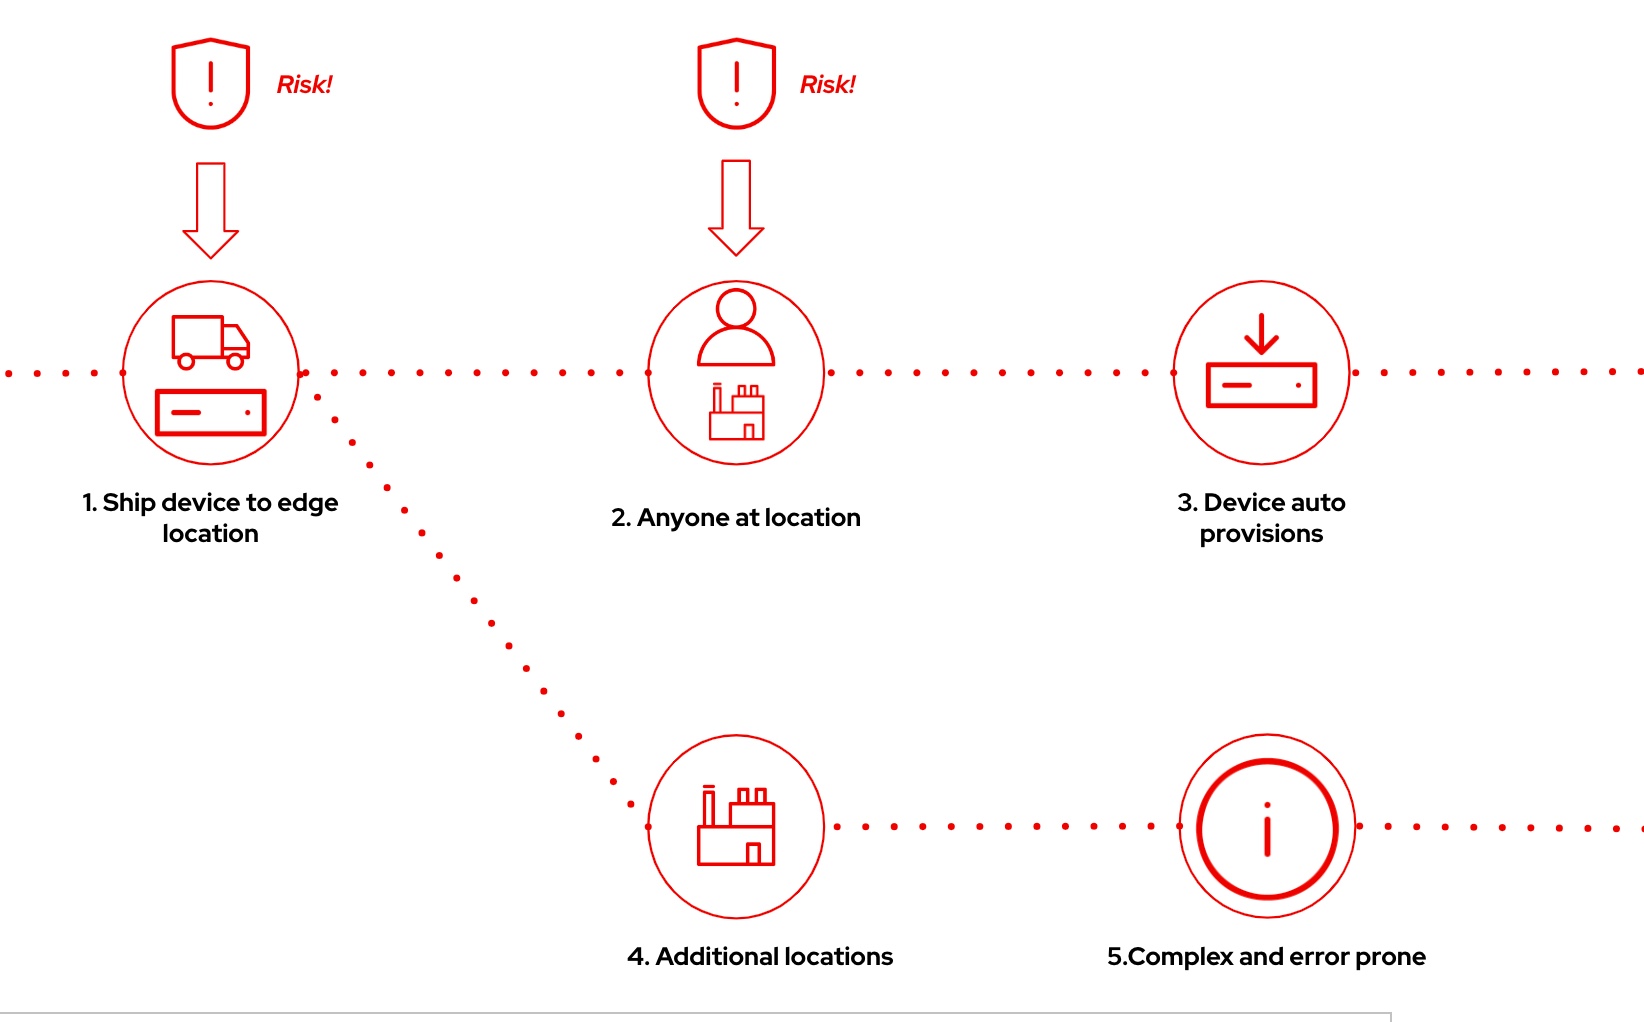 Risk!
Risk!
1. Ship device to edge
location
2. Anyone at location
3. Device auto
provisions
4. Additional locations
5.Complex and error prone